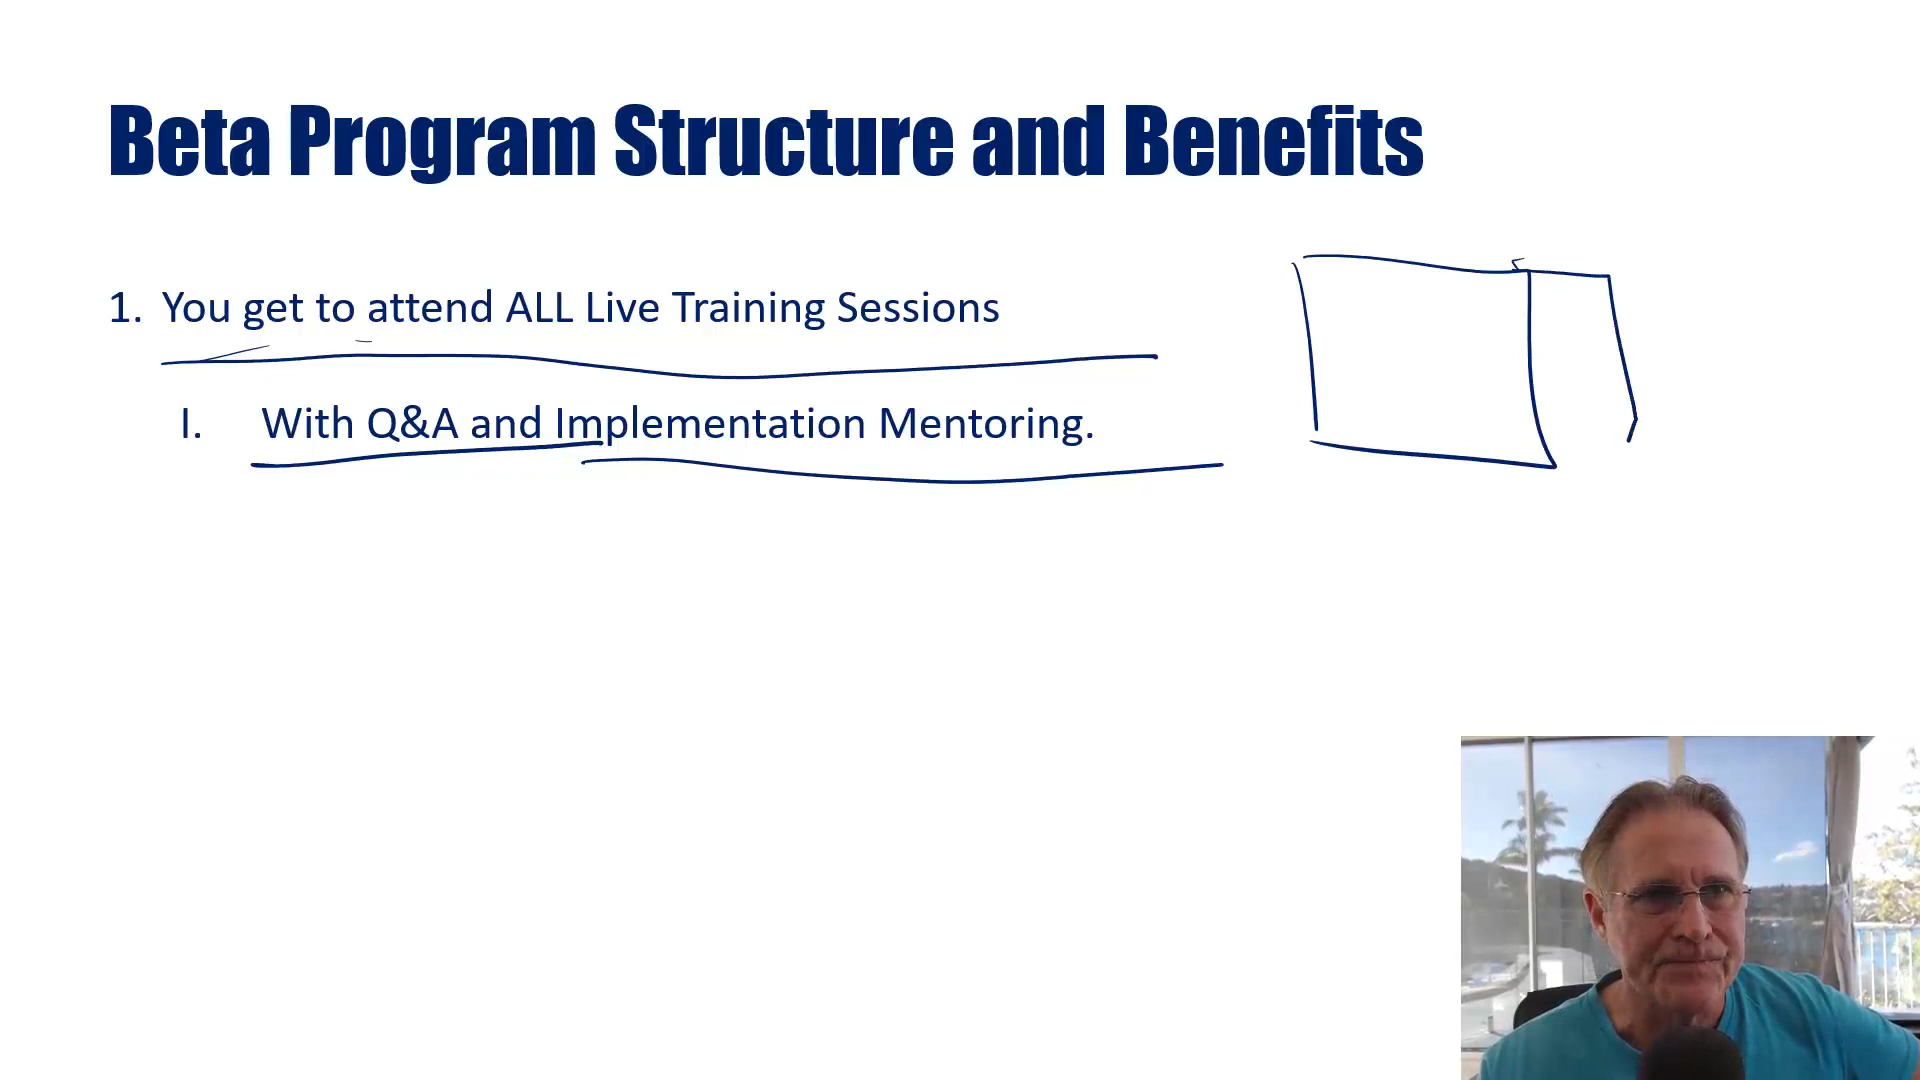 Beta Program Structure and Benefits
1. You get to attend ALL Live Training Sessions
I. With Q&A and Implementation Mentoring.